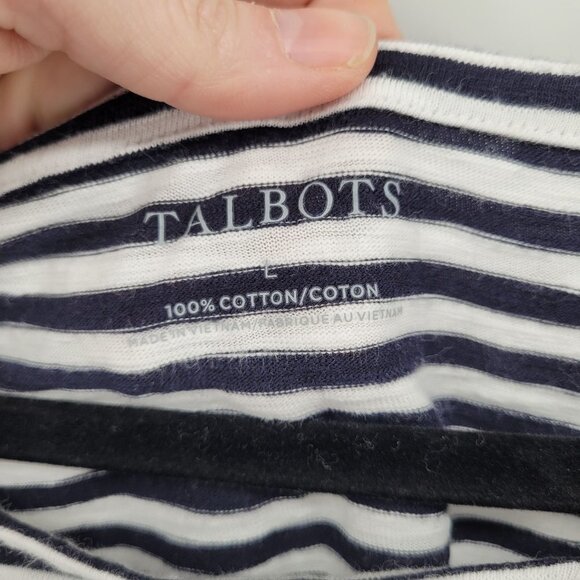 TALBOTS
L
100% COTTON/COTON
MADE IN VIETNAM/FABRIQUE AU VIETNAM